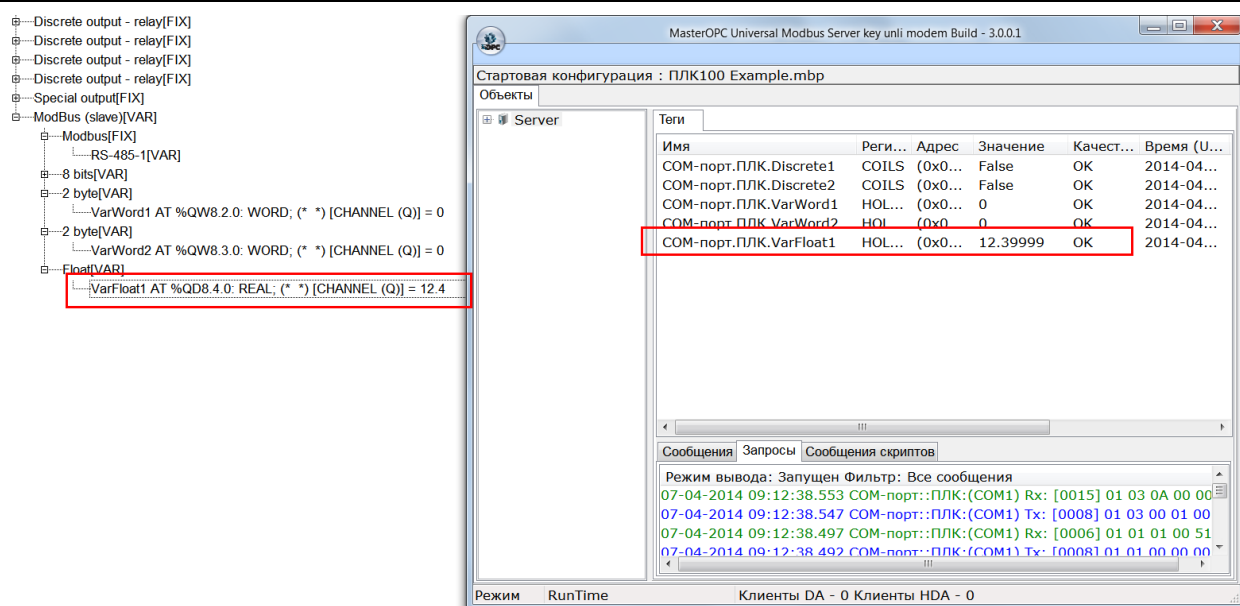 Discrete output - relay[FIX]
Discrete output - relay[FIX]
Discrete output - relay[FIX]
Discrete output - relay[FIX]
Special output[FIX]
ModBus (slave)[VAR]
Modbus[FIX]
RS-485-1[VAR]
8 bits[VAR]
2 byte[VAR]
VarWord1 AT %QW8.2.0: WORD; (* *) [CHANNEL (Q)] = 0
2 byte[VAR]
VarWord2 AT %QW8.3.0: WORD; (* *) [CHANNEL (Q)] = 0
Float[VAR]
VarFloat1 AT %QD8.4.0: REAL; (* *) [CHANNEL (Q)] = 12.4
MasterOPC Universal Modbus Server key unli modem Build - 3.0.0.1
Стартовая конфигурация : ПЛК100 Example.mbp
Объекты
Server
Теги
Имя Реги... Адрес Значение Качест... Время (U...
COM-порт.ПЛК.Discrete1 COILS (0x0... False OK 2014-04...
COM-порт.ПЛК.Discrete2 COILS (0x0... False OK 2014-04...
COM-порт.ПЛК.VarWord1 HOL... (0x0... 0 OK 2014-04...
COM-порт.ПЛК.VarWord2 HOL... (0x0... 0 OK 2014-04...
COM-порт.ПЛК.VarFloat1 HOL... (0x0... 12.39999 OK 2014-04...
Сообщения Запросы Сообщения скриптов
Режим вывода: Запущен Фильтр: Все сообщения
07-04-2014 09:12:38.553 COM-порт::ПЛК:(COM1) Rx: [0015] 01 03 0A 00 00
07-04-2014 09:12:38.547 COM-порт::ПЛК:(COM1) Tx: [0008] 01 03 00 01 00
07-04-2014 09:12:38.497 COM-порт::ПЛК:(COM1) Rx: [0006] 01 01 01 00 51
07-04-2014 09:12:38.492 COM-порт::ПЛК:(COM1) Tx: [0008] 01 01 00 00 00
Режим RunTime Клиенты DA - 0 Клиенты HDA - 0